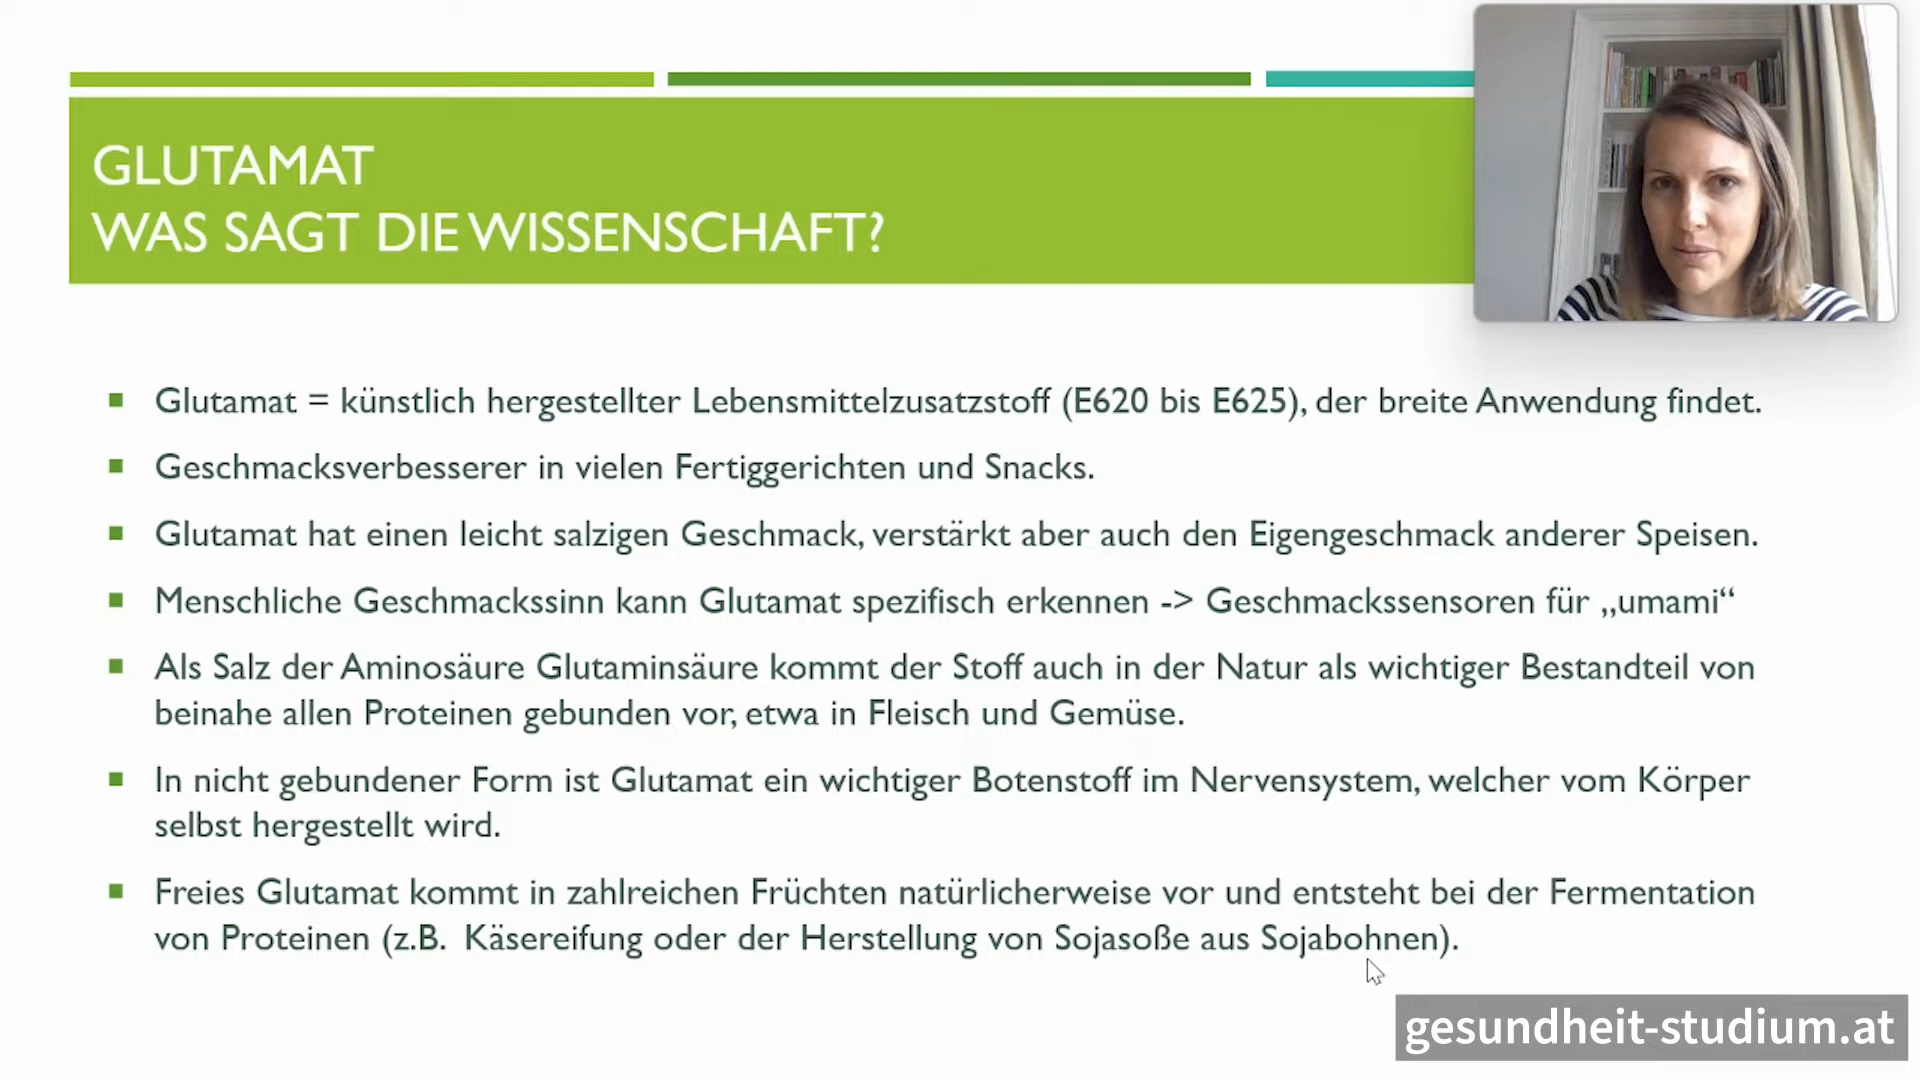 GLUTAMAT
WAS SAGT DIE WISSENSCHAFT?
Glutamat = künstlich hergestellter Lebensmittelzusatzstoff (E620 bis E625), der breite Anwendung findet.
Geschmacksverbesserer in vielen Fertiggerichten und Snacks.
Glutamat hat einen leicht salzigen Geschmack, verstärkt aber auch den Eigengeschmack anderer Speisen.
Menschliche Geschmackssinn kann Glutamat spezifisch erkennen -> Geschmackssensoren für „umami“
Als Salz der Aminosäure Glutaminsäure kommt der Stoff auch in der Natur als wichtiger Bestandteil von
beinahe allen Proteinen gebunden vor, etwa in Fleisch und Gemüse.
In nicht gebundener Form ist Glutamat ein wichtiger Botenstoff im Nervensystem, welcher vom Körper
selbst hergestellt wird.
Freies Glutamat kommt in zahlreichen Früchten natürlicherweise vor und entsteht bei der Fermentation
von Proteinen (z.B. Käsereifung oder der Herstellung von Sojasoße aus Sojabohnen).
gesundheit-studium.at